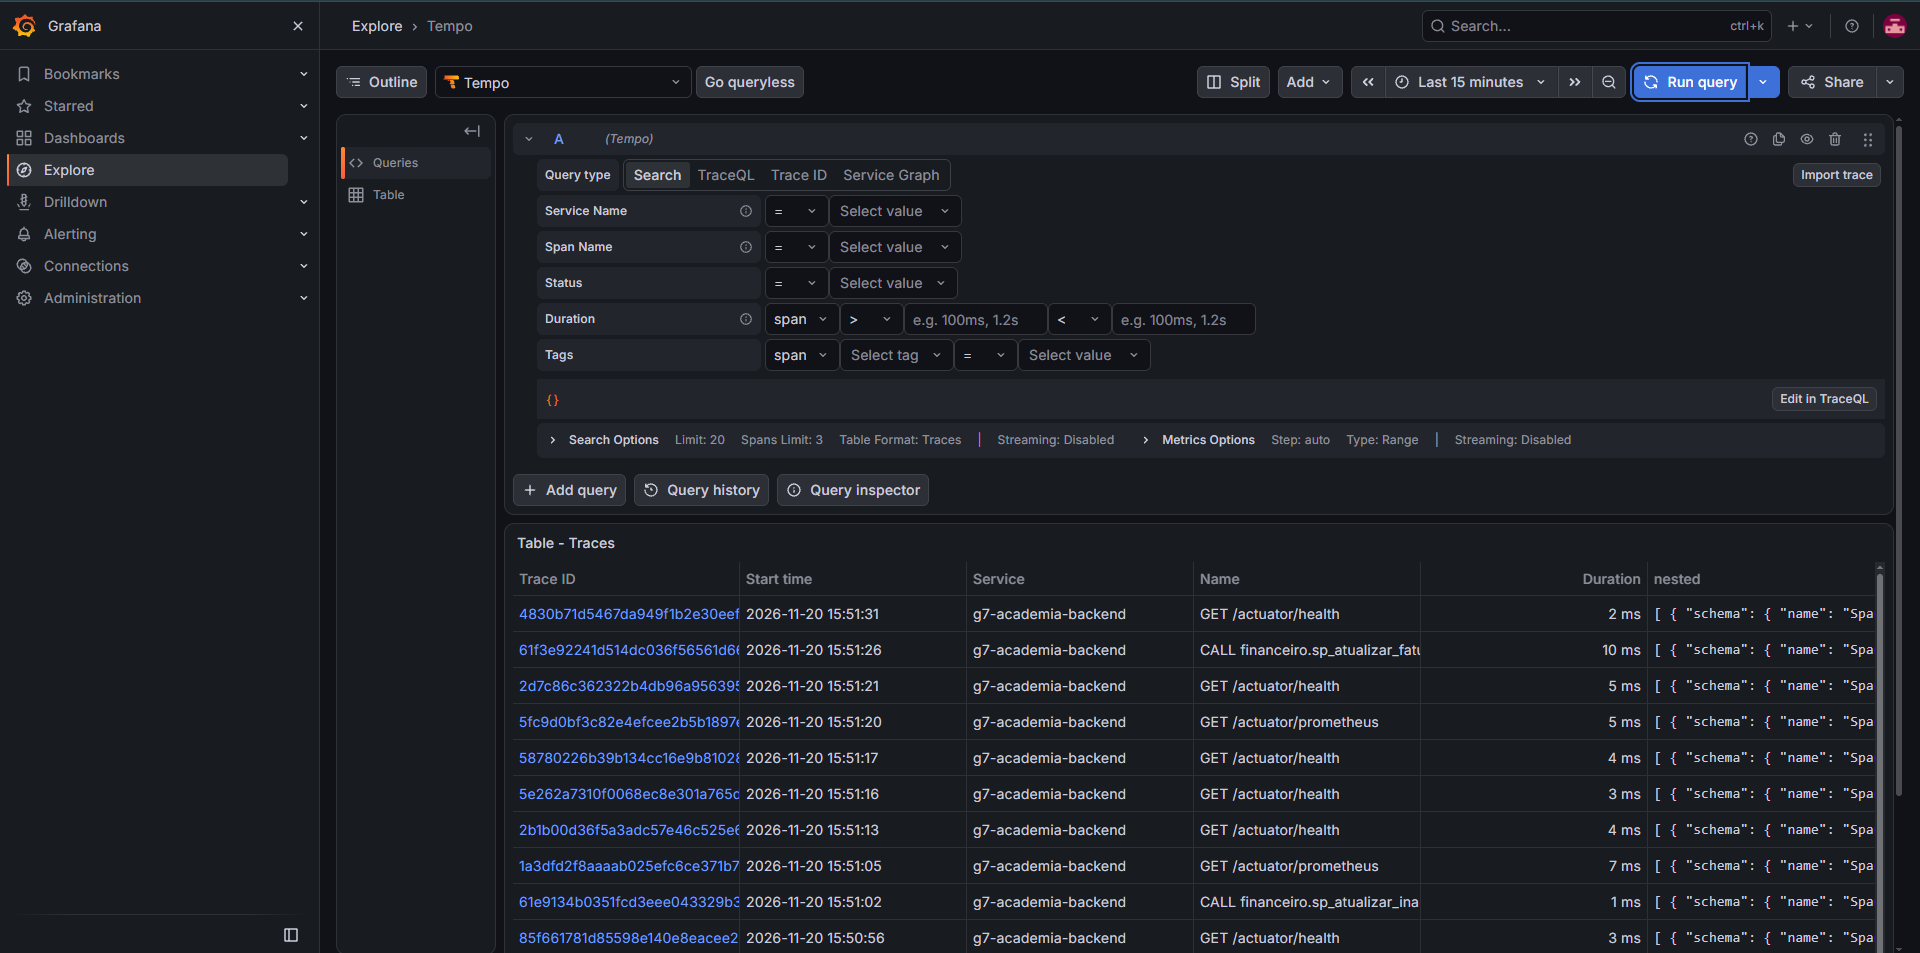 Grafana
Explore › Tempo
Search... ctrl+k
Bookmarks
Starred
Dashboards
Explore
Drilldown
Alerting
Connections
Administration
Outline
Tempo
Go queryless
Split
Add
Last 15 minutes
Run query
Share
Queries
Table
A (Tempo)
Query type Search TraceQL Trace ID Service Graph Import trace
Service Name = Select value
Span Name = Select value
Status = Select value
Duration span > e.g. 100ms, 1.2s < e.g. 100ms, 1.2s
Tags span Select tag = Select value
{} Edit in TraceQL
Search Options Limit: 20 Spans Limit: 3 Table Format: Traces | Streaming: Disabled Metrics Options Step: auto Type: Range | Streaming: Disabled
+ Add query Query history Query inspector
Table - Traces
Trace ID Start time Service Name Duration nested
4830b71d5467da949f1b2e30eef 2026-11-20 15:51:31 g7-academia-backend GET /actuator/health 2 ms [ { "schema": { "name": "Spa
61f3e92241d514dc036f56561d6 2026-11-20 15:51:26 g7-academia-backend CALL financeiro.sp_atualizar_fatu 10 ms [ { "schema": { "name": "Spa
2d7c86c362322b4db96a956395 2026-11-20 15:51:21 g7-academia-backend GET /actuator/health 5 ms [ { "schema": { "name": "Spa
5fc9d0bf3c82e4efcee2b5b1897 2026-11-20 15:51:20 g7-academia-backend GET /actuator/prometheus 5 ms [ { "schema": { "name": "Spa
58780226b39b134cc16e9b81028 2026-11-20 15:51:17 g7-academia-backend GET /actuator/health 4 ms [ { "schema": { "name": "Spa
5e262a7310f0068ec8e301a765 2026-11-20 15:51:16 g7-academia-backend GET /actuator/health 3 ms [ { "schema": { "name": "Spa
2b1b00d36f5a3adc57e46c525e6 2026-11-20 15:51:13 g7-academia-backend GET /actuator/health 4 ms [ { "schema": { "name": "Spa
1a3dfd2f8aaaab025efc6ce371b7 2026-11-20 15:51:05 g7-academia-backend GET /actuator/prometheus 7 ms [ { "schema": { "name": "Spa
61e9134b0351fcd3eee043329b3 2026-11-20 15:51:02 g7-academia-backend CALL financeiro.sp_atualizar_ina 1 ms [ { "schema": { "name": "Spa
85f661781d85598e140e8eacee2 2026-11-20 15:50:56 g7-academia-backend GET /actuator/health 3 ms [ { "schema": { "name": "Spa